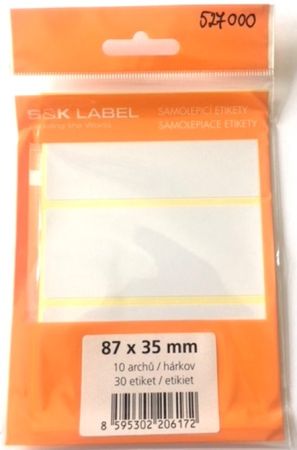 527000
S&K LABEL
SAMOLEPICÍ ETIKETY
SAMOLEPIACE ETIKETY
87 x 35 mm
10 archů / hárkov
30 etiket / etikiet
8 595302 206172